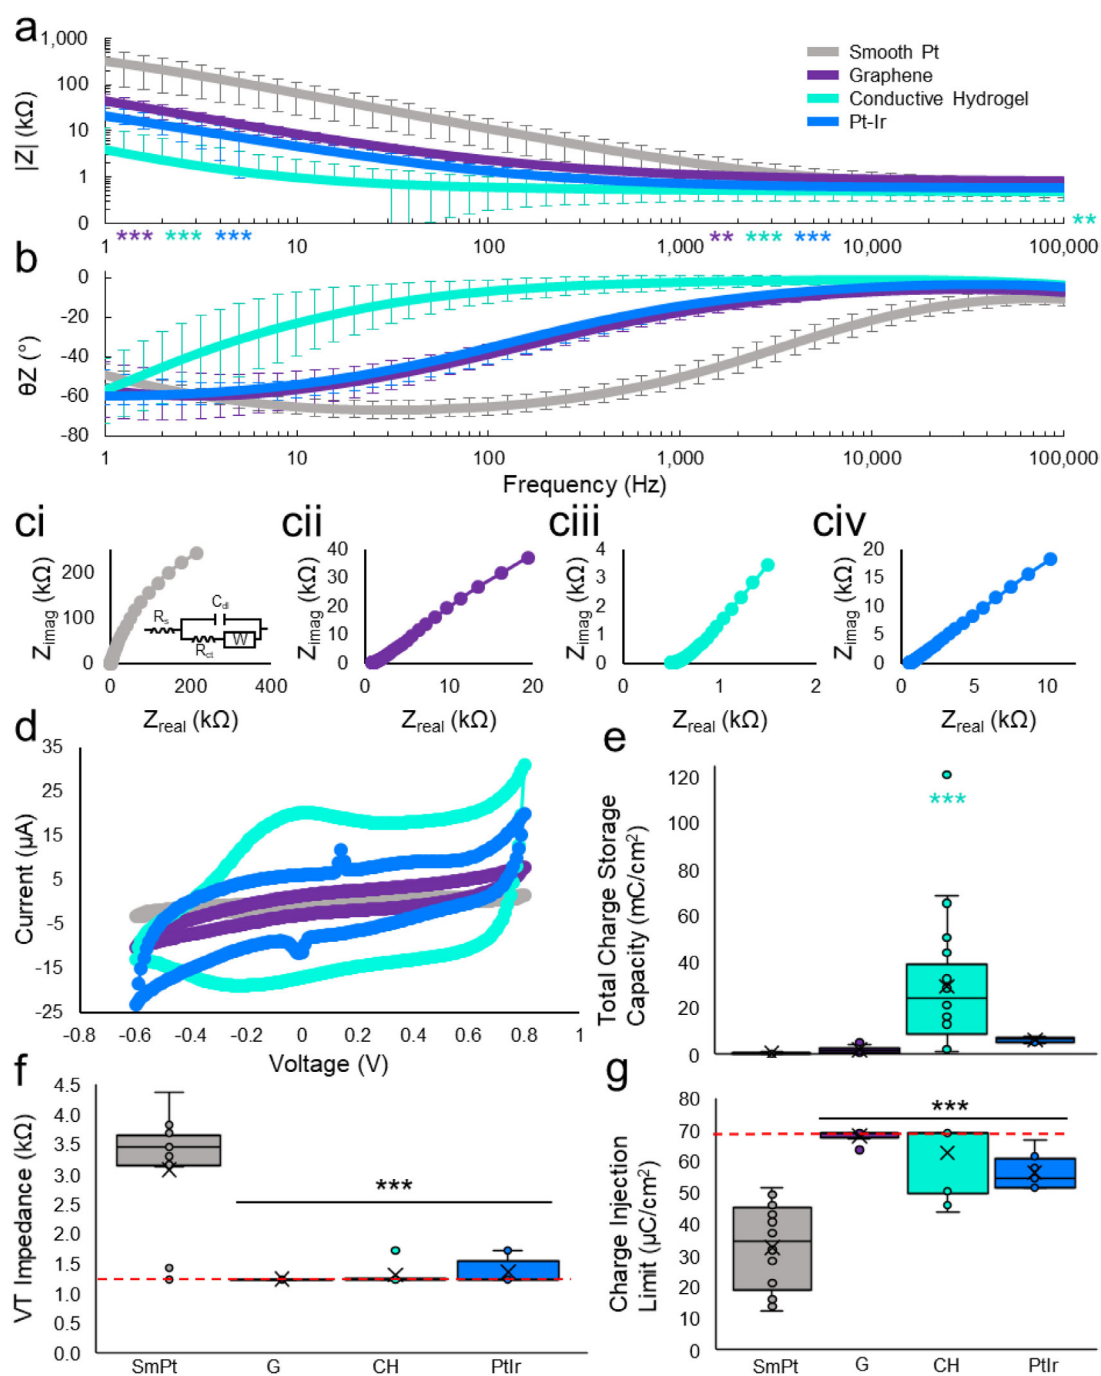 a
1,000
100
10
1
0
|Z| (kΩ)
Smooth Pt
Graphene
Conductive Hydrogel
Pt-Ir
**
1 10 100 1,000 10,000 100,000
*** *** *** ** *** ***
b
0
-20
-40
-60
-80
θZ (°)
1 10 100 1,000 10,000 100,000
Frequency (Hz)
ci
200
100
0
Zimag (kΩ)
Rs
Cdl
Rct
W
0 200 400
Zreal (kΩ)
cii
40
30
20
10
0
Zimag (kΩ)
0 10 20
Zreal (kΩ)
ciii
4
3
2
1
0
Zimag (kΩ)
0 1 2
Zreal (kΩ)
civ
20
15
10
5
0
Zimag (kΩ)
0 5 10
Zreal (kΩ)
d
35
25
15
5
-5
-15
-25
Current (µA)
-0.8 -0.6 -0.4 -0.2 0 0.2 0.4 0.6 0.8 1
Voltage (V)
e
120
100
80
60
40
20
0
Total Charge Storage
Capacity (mC/cm²)
***
f
4.5
4.0
3.5
3.0
2.5
2.0
1.5
1.0
0.5
0.0
VT Impedance (kΩ)
***
SmPt G CH PtIr
g
80
70
60
50
40
30
20
10
0
Charge Injection
Limit (µC/cm²)
***
SmPt G CH PtIr